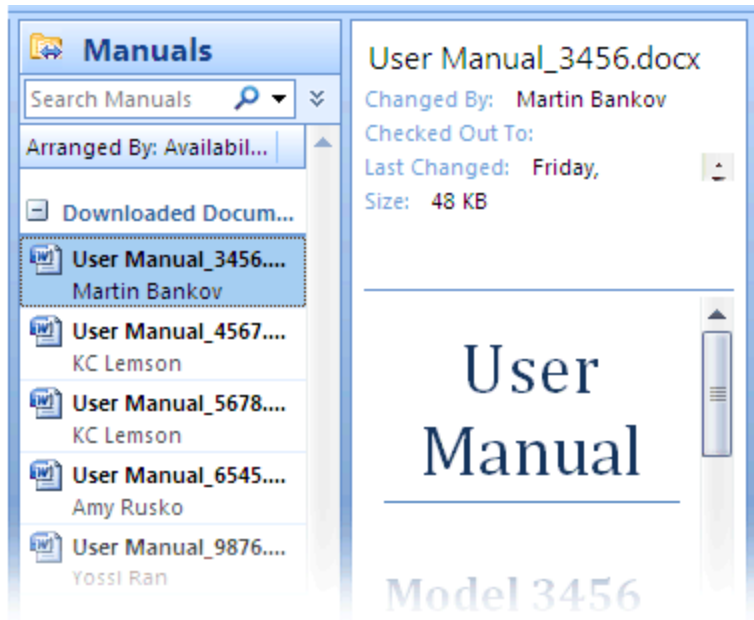 Manuals
Search Manuals
Arranged By: Availabil...
Downloaded Docum...
User Manual_3456....
Martin Bankov
User Manual_4567....
KC Lemson
User Manual_5678....
KC Lemson
User Manual_6545....
Amy Rusko
User Manual_9876....
Yossi Ran
User Manual_3456.docx
Changed By: Martin Bankov
Checked Out To:
Last Changed: Friday,
Size: 48 KB
User
Manual
Model 3456